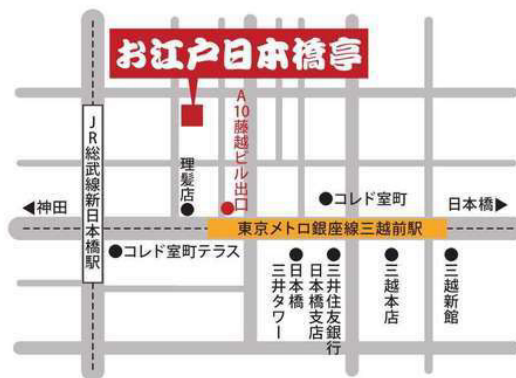 お江戸日本橋亭
JR総武線新日本橋駅
理髪店
A10藤越ビル出口
コレド室町
◀神田
日本橋▶
東京メトロ銀座線三越前駅
コレド室町テラス
日本橋
三井タワー
三井住友銀行
日本橋支店
三越本店
三越新館